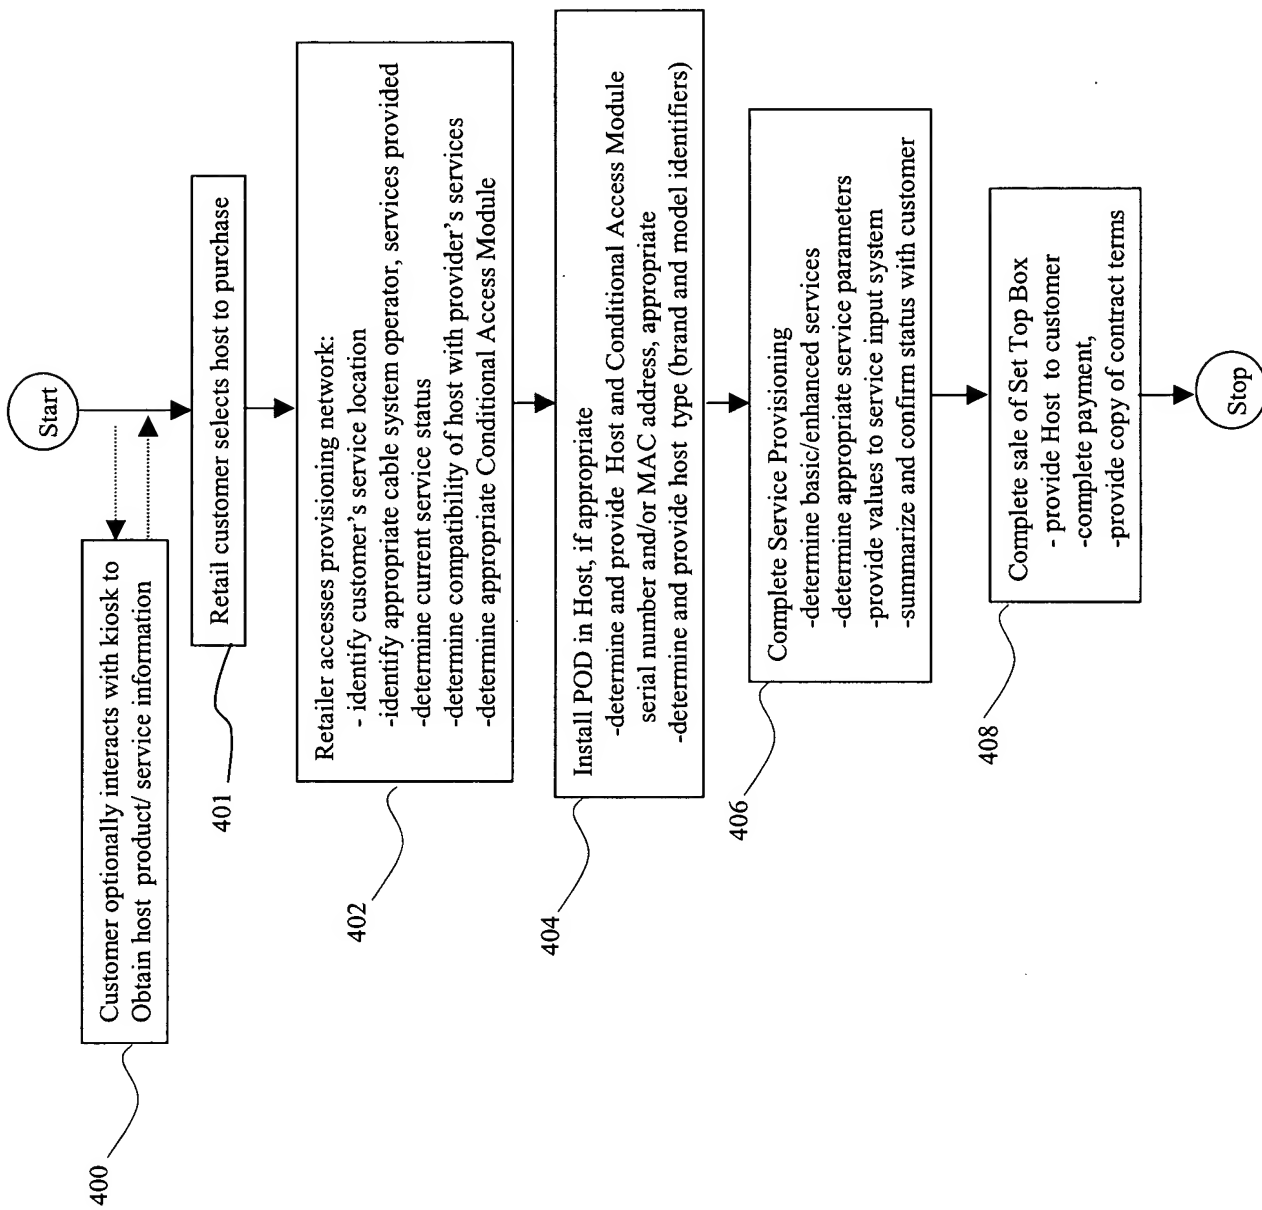 Start
Customer optionally interacts with kiosk to
Obtain host product/ service information
400
Retail customer selects host to purchase
401
Retailer accesses provisioning network:
- identify customer's service location
-identify appropriate cable system operator, services provided
-determine current service status
-determine compatibility of host with provider's services
-determine appropriate Conditional Access Module
402
Install POD in Host, if appropriate
-determine and provide Host and Conditional Access Module
serial number and/or MAC address, appropriate
-determine and provide host type (brand and model identifiers)
404
Complete Service Provisioning
-determine basic/enhanced services
-determine appropriate service parameters
-provide values to service input system
-summarize and confirm status with customer
406
Complete sale of Set Top Box
- provide Host to customer
-complete payment,
-provide copy of contract terms
408
Stop